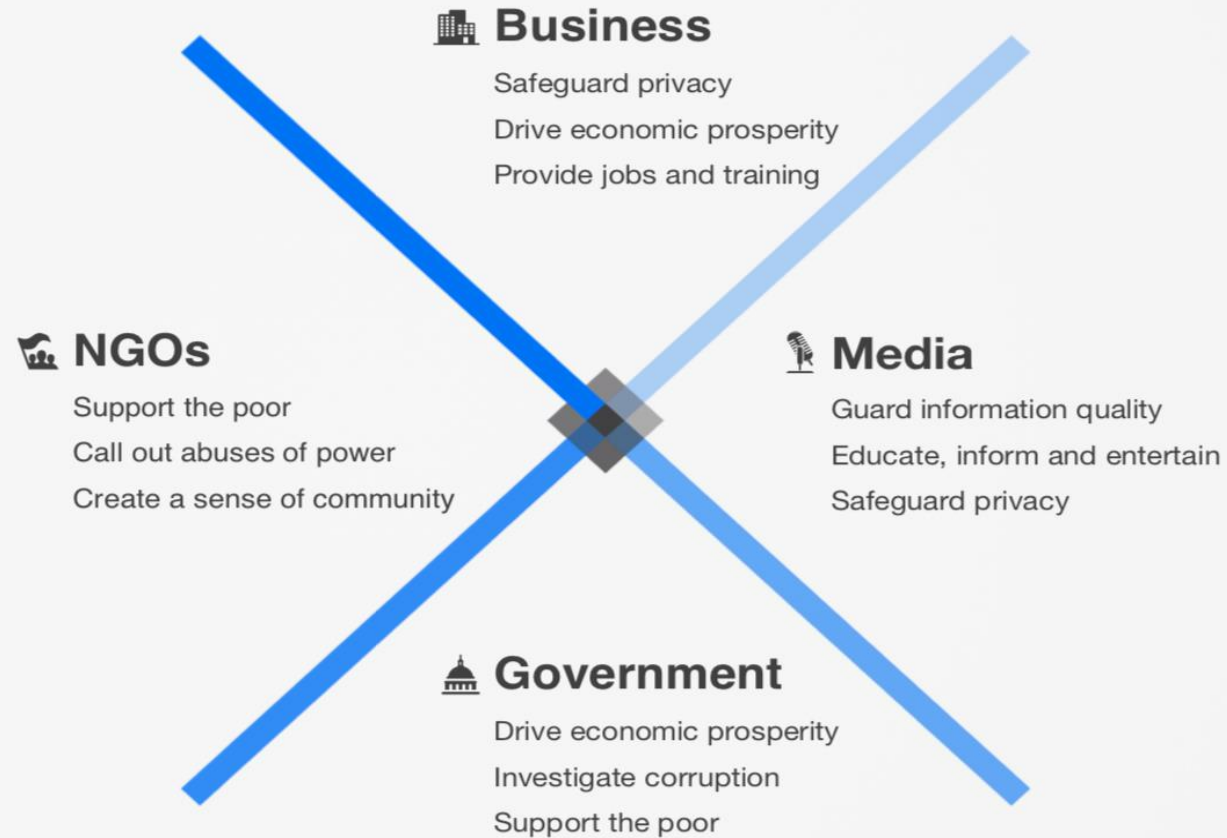 Business
Safeguard privacy
Drive economic prosperity
Provide jobs and training
NGOs
Support the poor
Call out abuses of power
Create a sense of community
Media
Guard information quality
Educate, inform and entertain
Safeguard privacy
Government
Drive economic prosperity
Investigate corruption
Support the poor